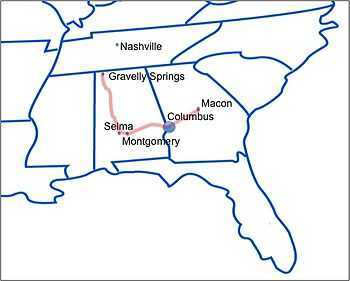 Nashville
Gravelly Springs
Macon
Columbus
Selma
Montgomery